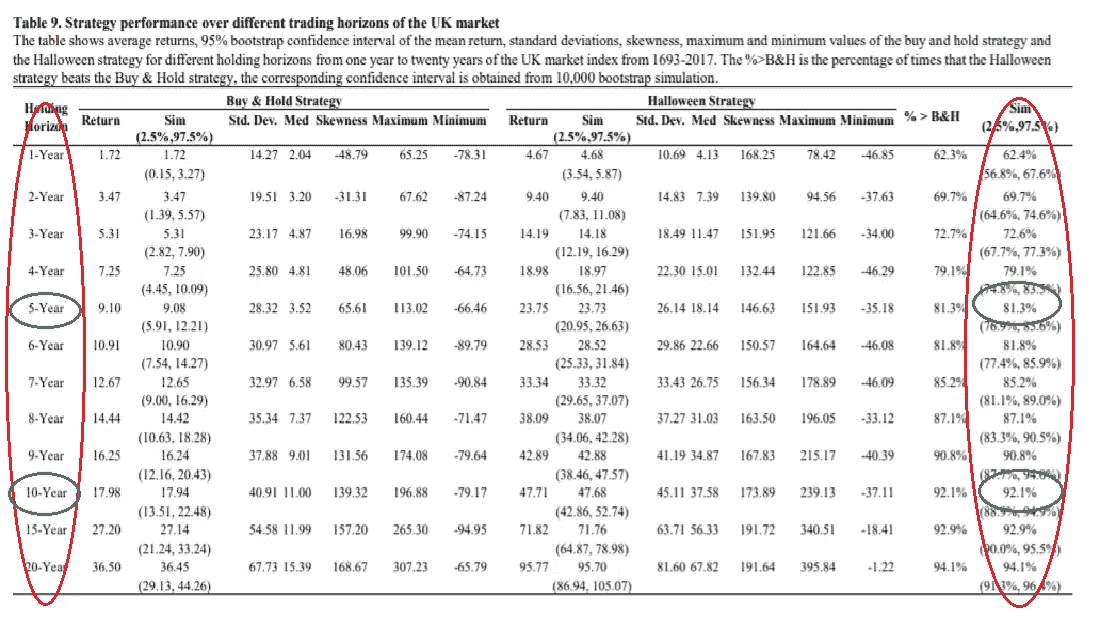 Table 9. Strategy performance over different trading horizons of the UK market
The table shows average returns, 95% bootstrap confidence interval of the mean return, standard deviations, skewness, maximum and minimum values of the buy and hold strategy and
the Halloween strategy for different holding horizons from one year to twenty years of the UK market index from 1693-2017. The %>B&H is the percentage of times that the Halloween
strategy beats the Buy & Hold strategy, the corresponding confidence interval is obtained from 10,000 bootstrap simulation.
Holding Buy & Hold Strategy Halloween Strategy % > B&H Sim
Horizon Return Sim Std. Dev. Med Skewness Maximum Minimum Return Sim Std. Dev. Med Skewness Maximum Minimum (2.5%,97.5%)
(2.5%,97.5%) (2.5%,97.5%)
1-Year 1.72 1.72 14.27 2.04 -48.79 65.25 -78.31 4.67 4.68 10.69 4.13 168.25 78.42 -46.85 62.3% 62.4%
(0.15, 3.27) (3.54, 5.87) (56.8%, 67.6%)
2-Year 3.47 3.47 19.51 3.20 -31.31 67.62 -87.24 9.40 9.40 14.83 7.39 139.80 94.56 -37.63 69.7% 69.7%
(1.39, 5.57) (7.83, 11.08) (64.6%, 74.6%)
3-Year 5.31 5.31 23.17 4.87 16.98 99.90 -74.15 14.19 14.18 18.49 11.47 151.95 121.66 -34.00 72.7% 72.6%
(2.82, 7.90) (12.19, 16.29) (67.7%, 77.3%)
4-Year 7.25 7.25 25.80 4.81 48.06 101.50 -64.73 18.98 18.97 22.30 15.01 132.44 122.85 -46.29 79.1% 79.1%
(4.45, 10.09) (16.56, 21.46) (74.8%, 83.5%)
5-Year 9.10 9.08 28.32 3.52 65.61 113.02 -66.46 23.75 23.73 26.14 18.14 146.63 151.93 -35.18 81.3% 81.3%
(5.91, 12.21) (20.95, 26.63) (76.9%, 85.6%)
6-Year 10.91 10.90 30.97 5.61 80.43 139.12 -89.79 28.53 28.52 29.86 22.66 150.57 164.64 -46.08 81.8% 81.8%
(7.54, 14.27) (25.33, 31.84) (77.4%, 85.9%)
7-Year 12.67 12.65 32.97 6.58 99.57 135.39 -90.84 33.34 33.32 33.43 26.75 156.34 178.89 -46.09 85.2% 85.2%
(9.00, 16.29) (29.65, 37.07) (81.1%, 89.0%)
8-Year 14.44 14.42 35.34 7.37 122.53 160.44 -71.47 38.09 38.07 37.27 31.03 163.50 196.05 -33.12 87.1% 87.1%
(10.63, 18.28) (34.06, 42.28) (83.3%, 90.5%)
9-Year 16.25 16.24 37.88 9.01 131.56 174.08 -79.64 42.89 42.88 41.19 34.87 167.83 215.17 -40.39 90.8% 90.8%
(12.16, 20.43) (38.46, 47.57)
10-Year 17.98 17.94 40.91 11.00 139.32 196.88 -79.17 47.71 47.68 45.11 37.58 173.89 239.13 -37.11 92.1% 92.1%
(13.51, 22.48) (42.86, 52.74)
15-Year 27.20 27.14 54.58 11.99 157.20 265.30 -94.95 71.82 71.76 63.71 56.33 191.72 340.51 -18.41 92.9% 92.9%
(21.24, 33.24) (64.87, 78.98) (90.0%, 95.5%)
20-Year 36.50 36.45 67.73 15.39 168.67 307.23 -65.79 95.77 95.70 81.60 67.82 191.64 395.84 -1.22 94.1% 94.1%
(29.13, 44.26) (86.94, 105.07)